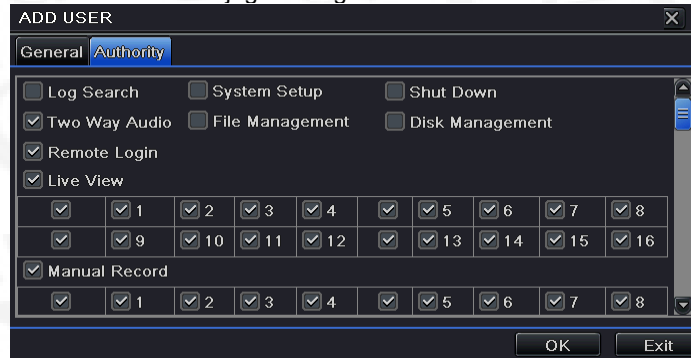 ADD USER
General Authority
Log Search System Setup Shut Down
Two Way Audio File Management Disk Management
Remote Login
Live View
1 2 3 4 5 6 7 8
9 10 11 12 13 14 15 16
Manual Record
1 2 3 4 5 6 7 8
OK Exit